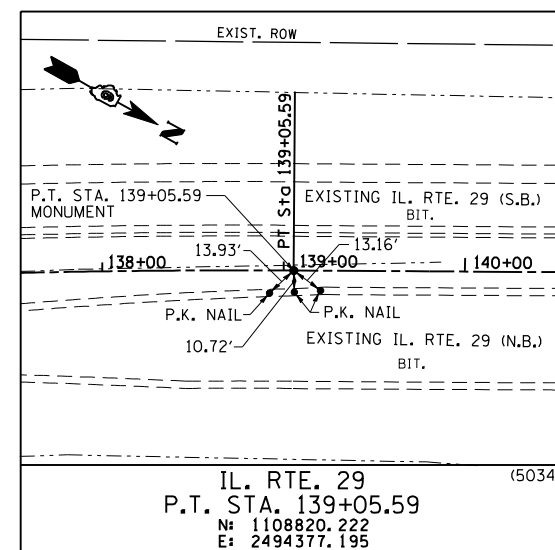 EXIST. ROW
N
PT Sta 139+05.59
P.T. STA. 139+05.59
MONUMENT
EXISTING IL. RTE. 29 (S.B.)
BIT.
13.93'
13.16'
138+00
139+00
140+00
P.K. NAIL
P.K. NAIL
10.72'
EXISTING IL. RTE. 29 (N.B.)
BIT.
IL. RTE. 29
(5034
P.T. STA. 139+05.59
N: 1108820.222
E: 2494377.195